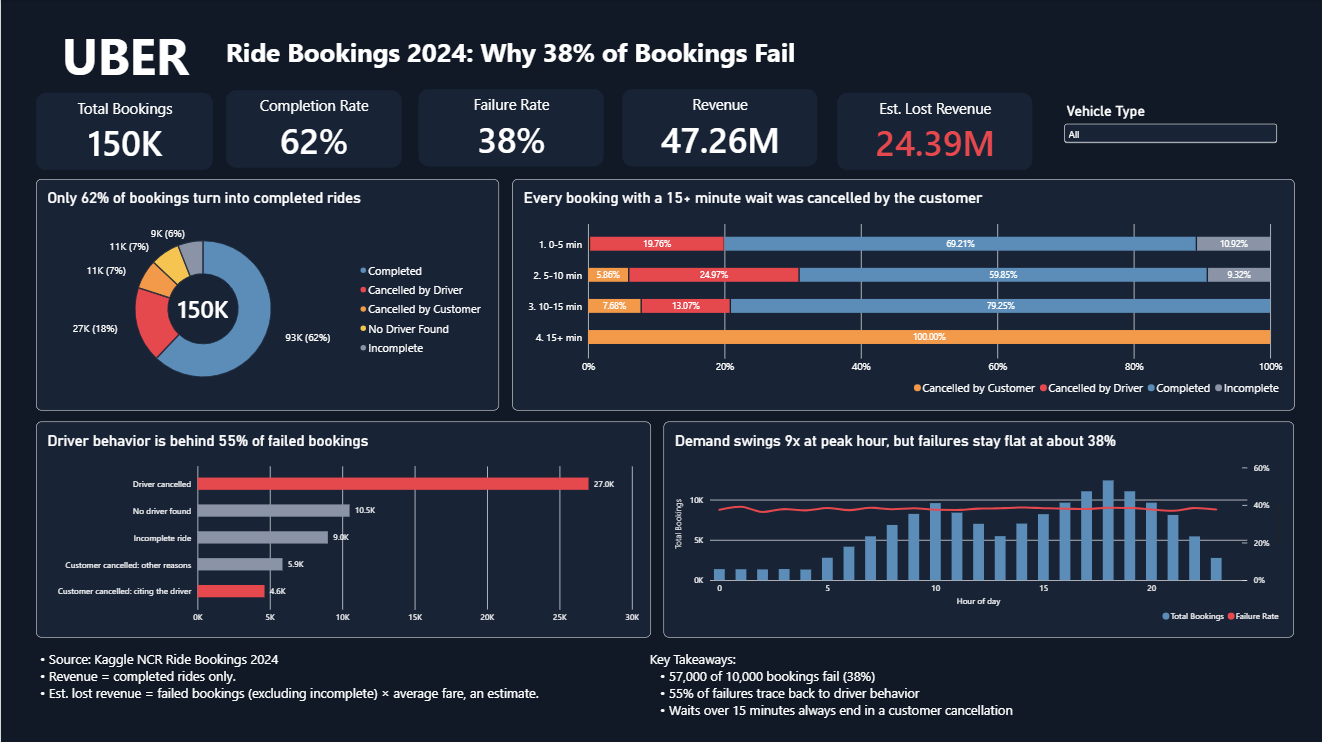 UBER
Ride Bookings 2024: Why 38% of Bookings Fail
Total Bookings
150K
Completion Rate
62%
Failure Rate
38%
Revenue
47.26M
Est. Lost Revenue
24.39M
Vehicle Type
All
Only 62% of bookings turn into completed rides
9K (6%)
11K (7%)
11K (7%)
27K (18%)
93K (62%)
150K
Completed
Cancelled by Driver
Cancelled by Customer
No Driver Found
Incomplete
Every booking with a 15+ minute wait was cancelled by the customer
1. 0-5 min
19.76%
69.21%
10.92%
2. 5-10 min
5.86%
24.97%
59.85%
9.32%
3. 10-15 min
7.68%
13.07%
79.25%
4. 15+ min
100.00%
0%
20%
40%
60%
80%
100%
Cancelled by Customer
Cancelled by Driver
Completed
Incomplete
Driver behavior is behind 55% of failed bookings
Driver cancelled
27.0K
No driver found
10.5K
Incomplete ride
9.0K
Customer cancelled: other reasons
5.9K
Customer cancelled: citing the driver
4.6K
0K
5K
10K
15K
20K
25K
30K
Demand swings 9x at peak hour, but failures stay flat at about 38%
Total Bookings
10K
5K
0K
60%
40%
20%
0%
0
5
10
15
20
Hour of day
Total Bookings
Failure Rate
• Source: Kaggle NCR Ride Bookings 2024
• Revenue = completed rides only.
• Est. lost revenue = failed bookings (excluding incomplete) × average fare, an estimate.
Key Takeaways:
• 57,000 of 10,000 bookings fail (38%)
• 55% of failures trace back to driver behavior
• Waits over 15 minutes always end in a customer cancellation